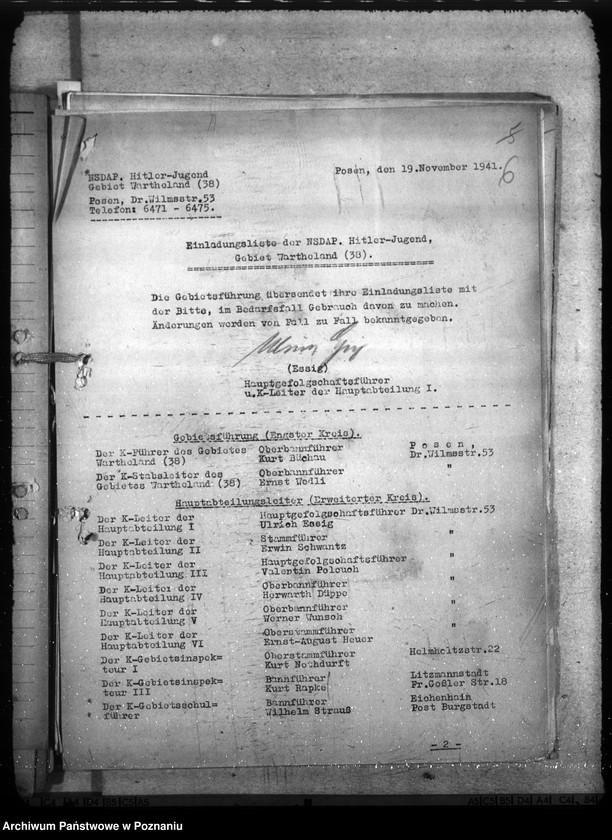 5
6
NSDAP. Hitler-Jugend
Gebiet Wartheland (38)
Posen, den 19.November 1941.
Posen, Dr.Wilmsstr.53
Telefon: 6471 - 6475.
Einladungsliste der NSDAP. Hitler-Jugend,
Gebiet Wartheland (38).
Die Gebietsführung übersendet ihre Einladungsliste mit
der Bitte, im Bedarfsfall Gebrauch davon zu machen.
Änderungen werden von Fall zu Fall bekanntgegeben.
(Essig)
Hauptgefolgschaftsführer
u.K-Leiter der Hauptabteilung I.
Gebietsführung (Engster Kreis).
Der K-Führer des Gebietes Oberbannführer P o s e n ,
Wartheland (38) Kurt Büchau Dr.Wilmsstr.53
Der K-Stabsleiter des Oberbannführer "
Gebietes Wartheland (38) Ernst Wedli
Hauptabteilungsleiter (Erweiterter Kreis).
Der K-Leiter der Hauptgefolgschaftsführer Dr.Wilmsstr.53
Hauptabteilung I Ulrich Essig
Der K-Leiter der Stammführer "
Hauptabteilung II Erwin Schwantz
Der K-Leiter der Hauptgefolgschaftsführer "
Hauptabteilung III Valentin Polcuch
Der K-Leiter der Oberbannführer "
Hauptabteilung IV Herwarth Düppe
Der K-Leiter der Oberbannführer "
Hauptabteilung V Werner Wunsch
Der K-Leiter der Oberstammführer "
Hauptabteilung VI Ernst-August Heuer
Der K-Gebietsinspek= Oberstammführer Helmholtzstr.22
teur I Kurt Nothdurft
Der K-Gebietsinspek= Bannführer Litzmannstadt
teur III Kurt Rapke Pr.Goßler Str.18
Der K-Gebietsschul= Bannführer Eichenhain
führer Wilhelm Strauß Post Burgstadt
- 2 -
Archiwum Państwowe w Poznaniu